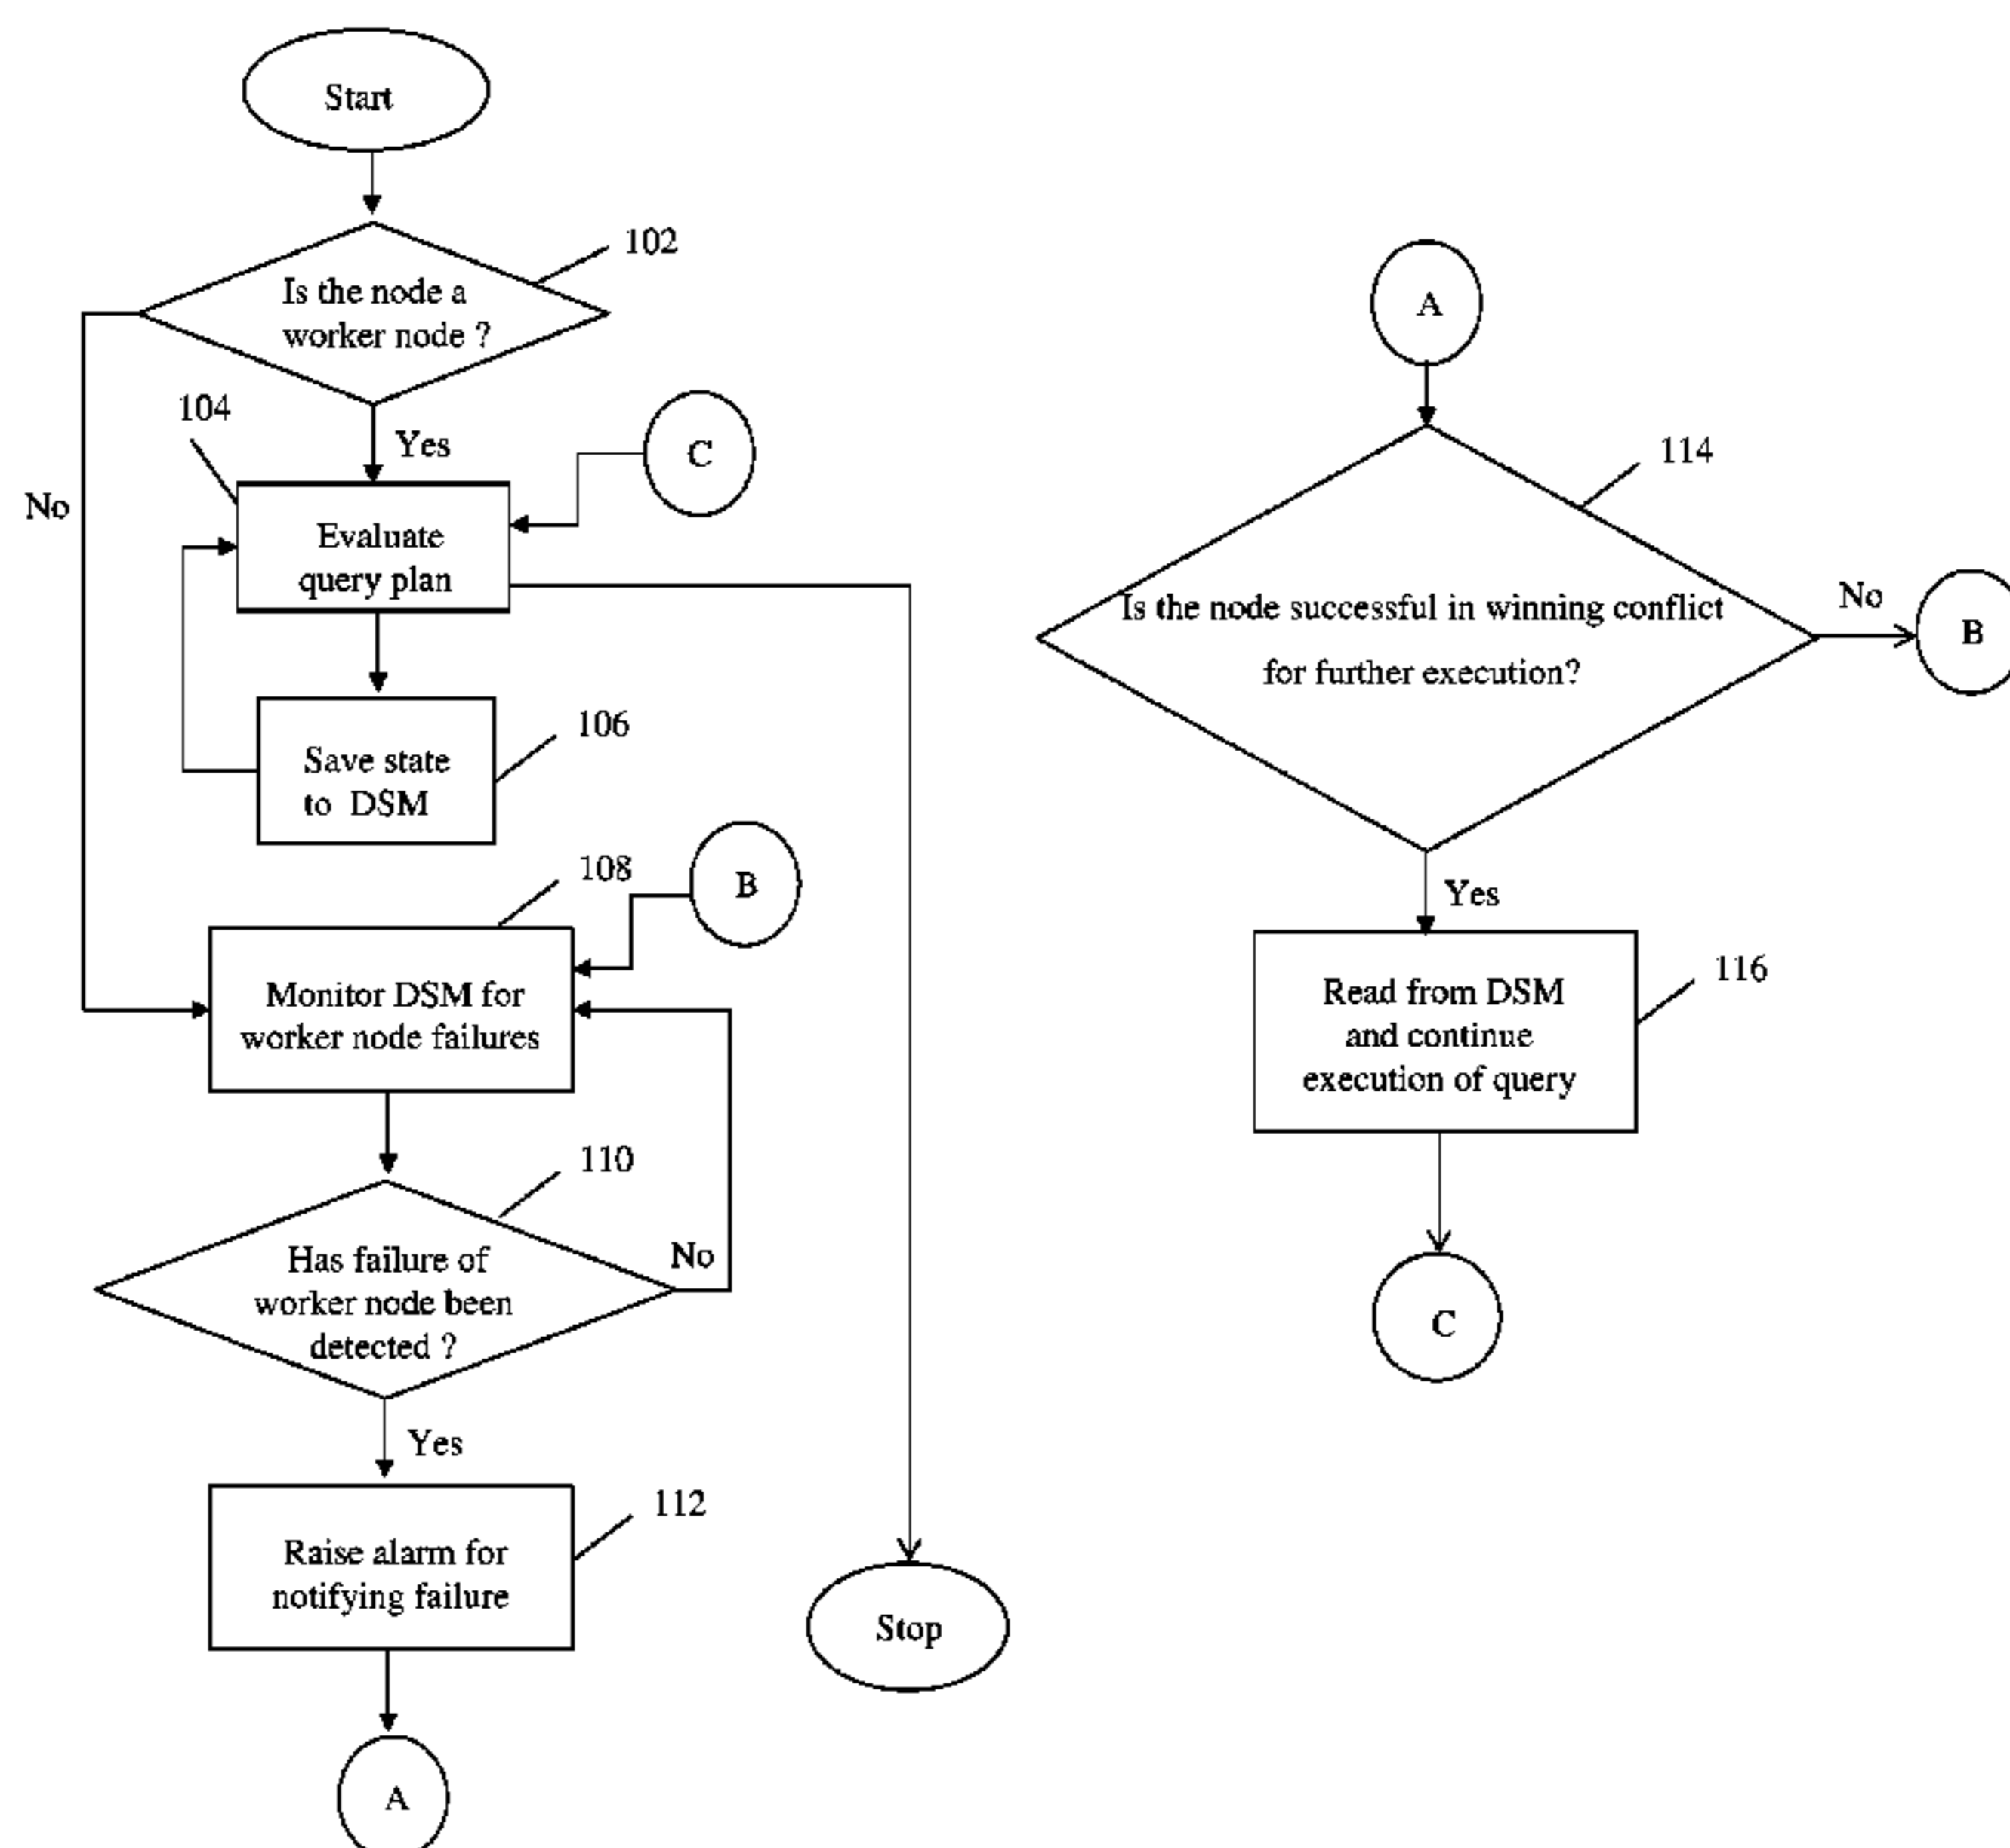 Start
102
Is the node a
worker node ?
104
Yes
C
No
Evaluate
query plan
106
Save state
to DSM
108
B
Monitor DSM for
worker node failures
110
No
Has failure of
worker node been
detected ?
Yes
112
Raise alarm for
notifying failure
Stop
A
A
114
Is the node successful in winning conflict
for further execution?
No
B
Yes
116
Read from DSM
and continue
execution of query
C